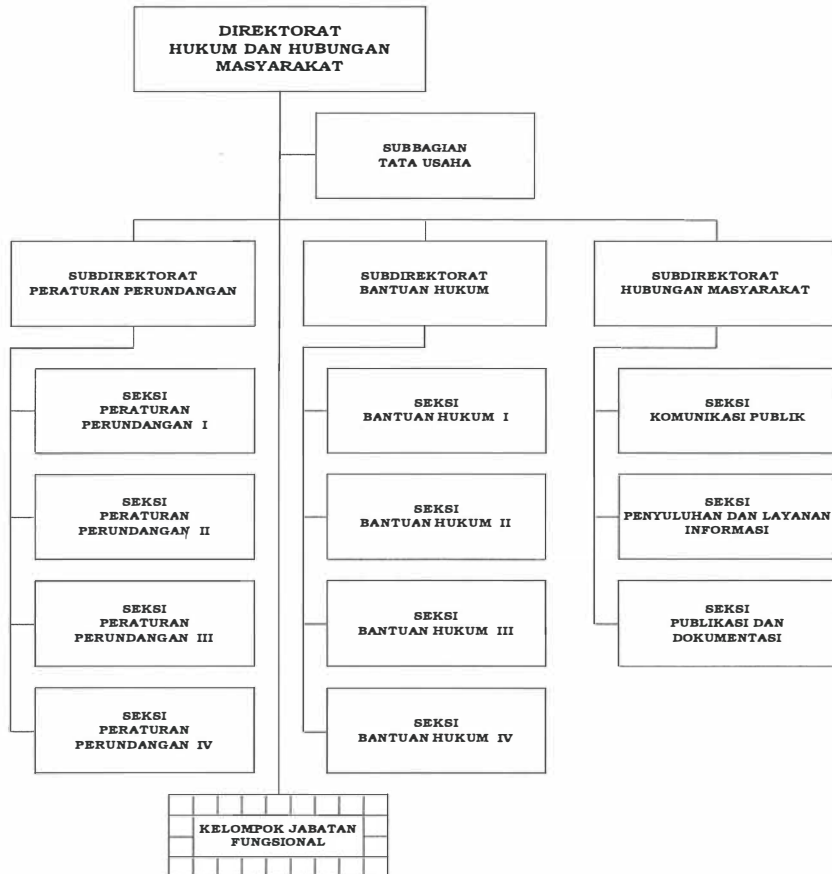 DIREKTORAT
HUKUM DAN HUBUNGAN
MASYARAKAT
SUBBAGIAN
TATA USAHA
SUBDIREKTORAT
PERATURAN PERUNDANGAN
SUBDIREKTORAT
BANTUAN HUKUM
SUBDIREKTORAT
HUBUNGAN MASYARAKAT
SEKSI
PERATURAN
PERUNDANGAN I
SEKSI
BANTUAN HUKUM I
SEKSI
KOMUNIKASI PUBLIK
SEKSI
PERATURAN
PERUNDANGAN II
SEKSI
BANTUAN HUKUM II
SEKSI
PENYULUHAN DAN LAYANAN
INFORMASI
SEKSI
PERATURAN
PERUNDANGAN III
SEKSI
BANTUAN HUKUM III
SEKSI
PUBLIKASI DAN
DOKUMENTASI
SEKSI
PERATURAN
PERUNDANGAN IV
SEKSI
BANTUAN HUKUM IV
KELOMPOK JABATAN
FUNGSIONAL